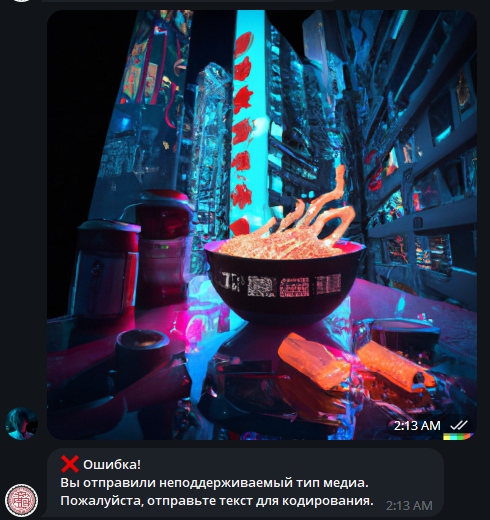 2:13 AM
❌ Ошибка!
Вы отправили неподдерживаемый тип медиа.
Пожалуйста, отправьте текст для кодирования.
2:13 AM